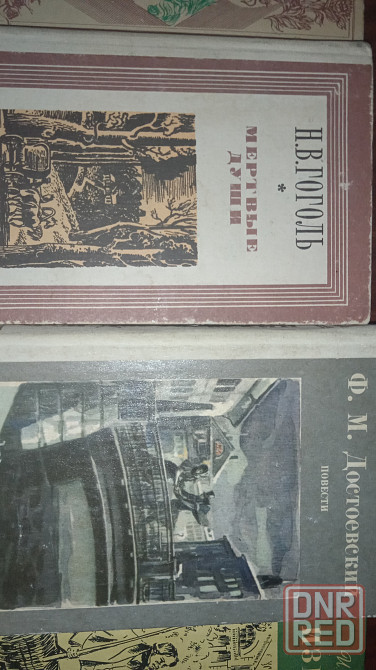 Н.В.ГОГОЛЬ
*
МЕРТВЫЕ
ДУШИ
Ф. М. Достоевский
ПОВЕСТИ
DNR
RED